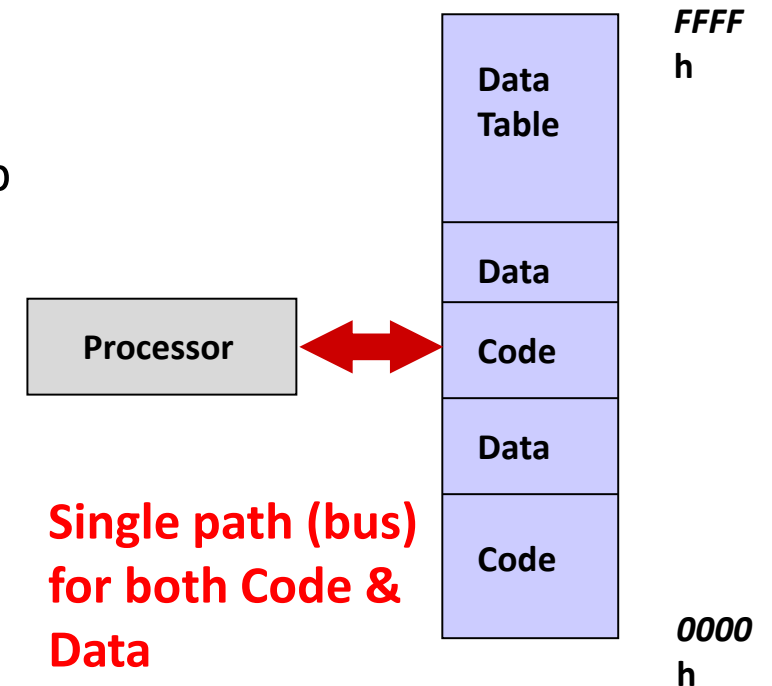 FFFF
h
Data
Table
Data
Processor
Code
Data
Single path (bus)
for both Code &
Data
Code
0000
h